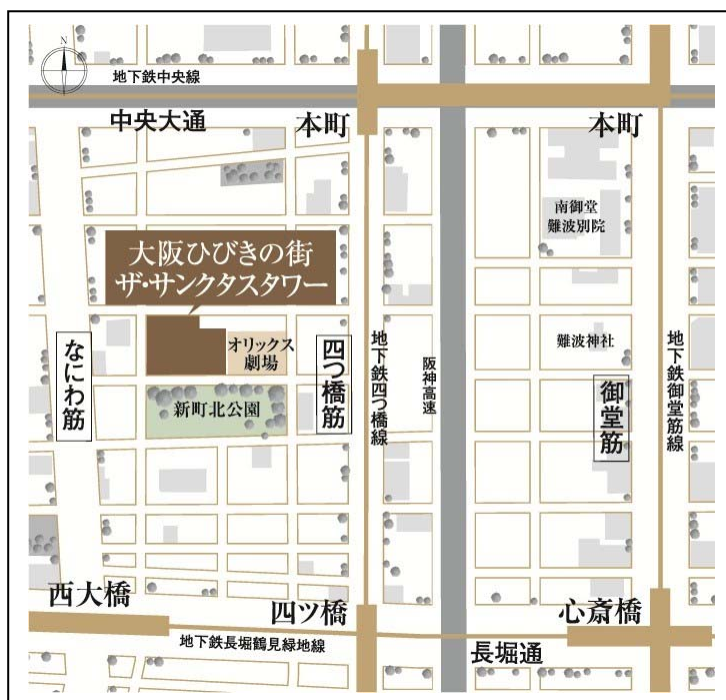 N
地下鉄中央線
中央大通
本町
本町
南御堂
難波別院
大阪ひびきの街
ザ・サンクタスタワー
オリックス
劇場
新町北公園
難波神社
なにわ筋
四つ橋筋
地下鉄四つ橋線
阪神高速
御堂筋
地下鉄御堂筋線
西大橋
四ツ橋
心斎橋
地下鉄長堀鶴見緑地線
長堀通